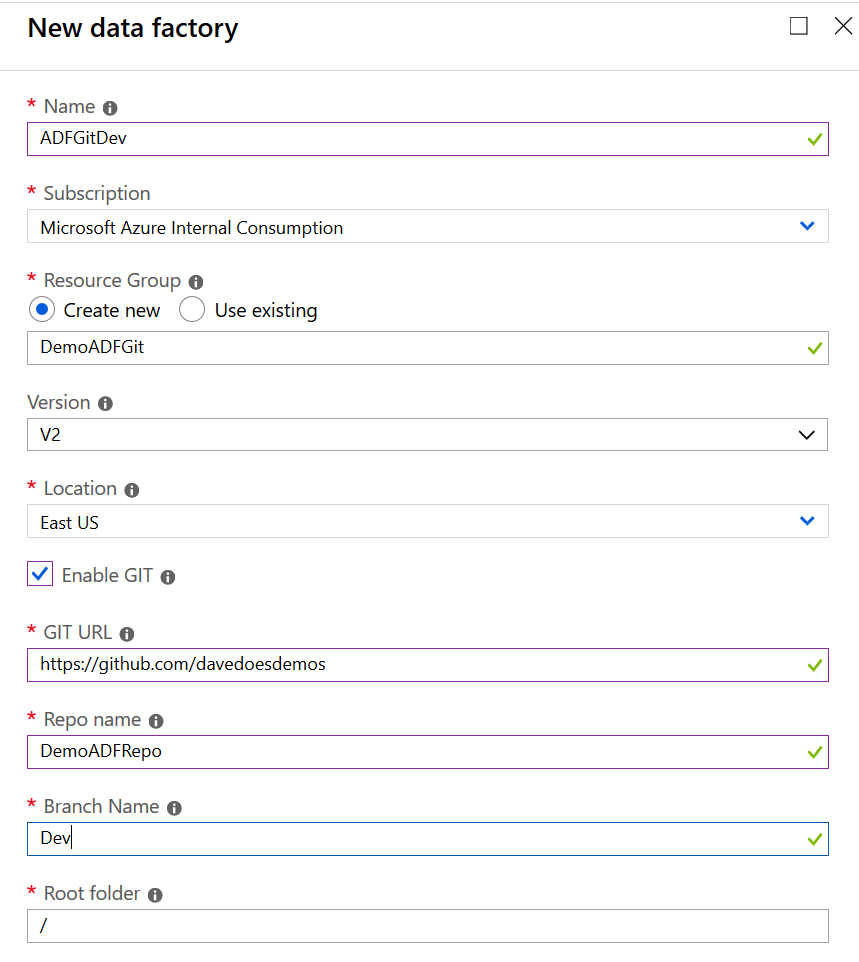 New data factory
* Name
ADFGitDev
* Subscription
Microsoft Azure Internal Consumption
* Resource Group
Create new Use existing
DemoADFGit
Version
V2
* Location
East US
Enable GIT
* GIT URL
https://github.com/davedoesdemos
* Repo name
DemoADFRepo
* Branch Name
Dev
* Root folder
/